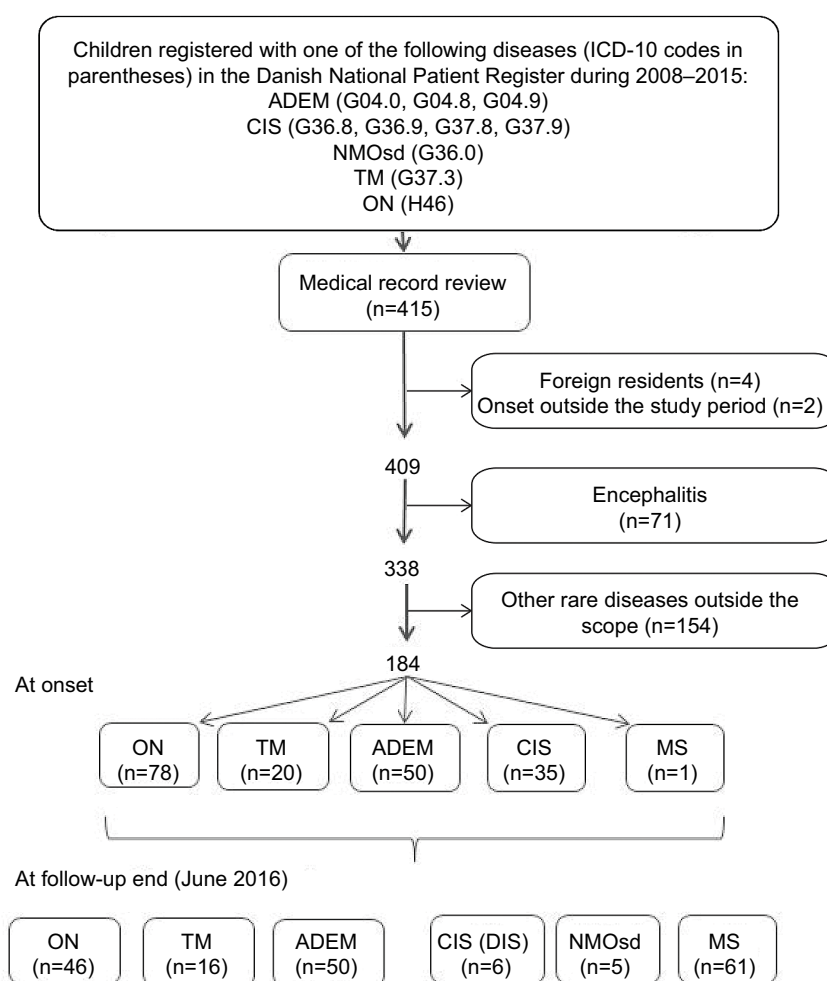 Children registered with one of the following diseases (ICD-10 codes in
parentheses) in the Danish National Patient Register during 2008–2015:
ADEM (G04.0, G04.8, G04.9)
CIS (G36.8, G36.9, G37.8, G37.9)
NMOsd (G36.0)
TM (G37.3)
ON (H46)
Medical record review
(n=415)
Foreign residents (n=4)
Onset outside the study period (n=2)
409
Encephalitis
(n=71)
338
Other rare diseases outside the
scope (n=154)
184
At onset
ON
(n=78)
TM
(n=20)
ADEM
(n=50)
CIS
(n=35)
MS
(n=1)
At follow-up end (June 2016)
ON
(n=46)
TM
(n=16)
ADEM
(n=50)
CIS (DIS)
(n=6)
NMOsd
(n=5)
MS
(n=61)